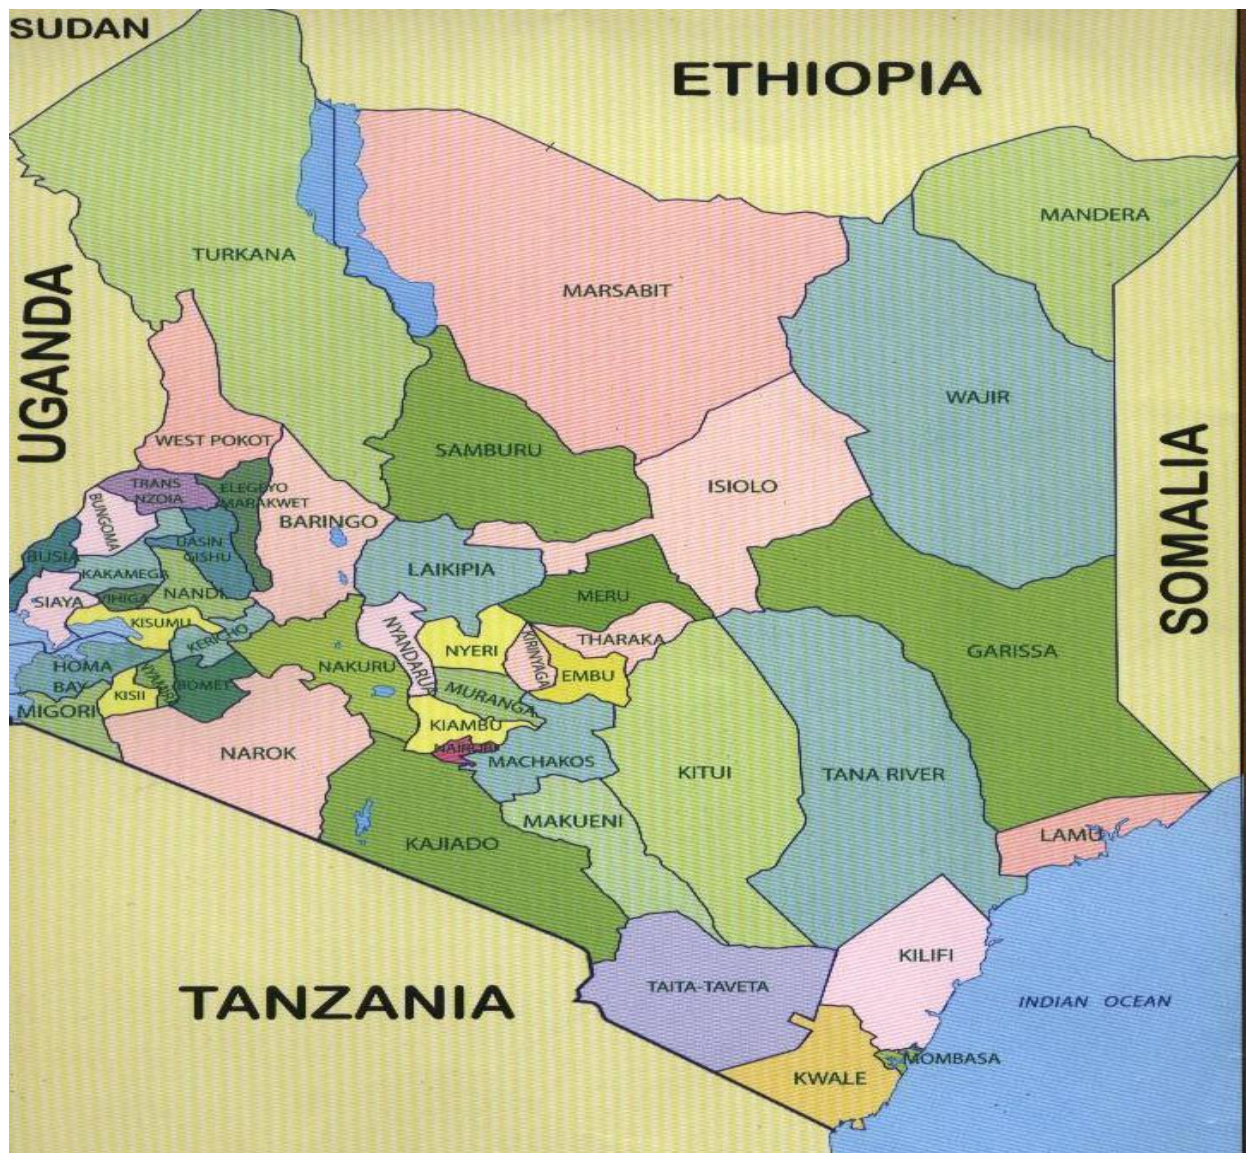 SUDAN
ETHIOPIA
MANDERA
TURKANA
MARSABIT
UGANDA
WAJIR
WEST POKOT
SAMBURU
SOMALIA
TRANS
NZOIA
ELEGEYO
MARAKWET
ISIOLO
BUNGOMA
BARINGO
UASIN
GISHU
BUSIA
KAKAMEGA
LAIKIPIA
NANDI
VIHIGA
SIAYA
MERU
KISUMU
KERICHO
NYANDARUA
THARAKA
NYERI
KIRINYAGA
GARISSA
HOMA
BAY
NAKURU
EMBU
KISII
NYAMIRA
BOMET
MURANGA
MIGORI
KIAMBU
NAIROBI
NAROK
MACHAKOS
KITUI
TANA RIVER
MAKUENI
LAMU
KAJIADO
KILIFI
TAITA-TAVETA
TANZANIA
INDIAN OCEAN
MOMBASA
KWALE